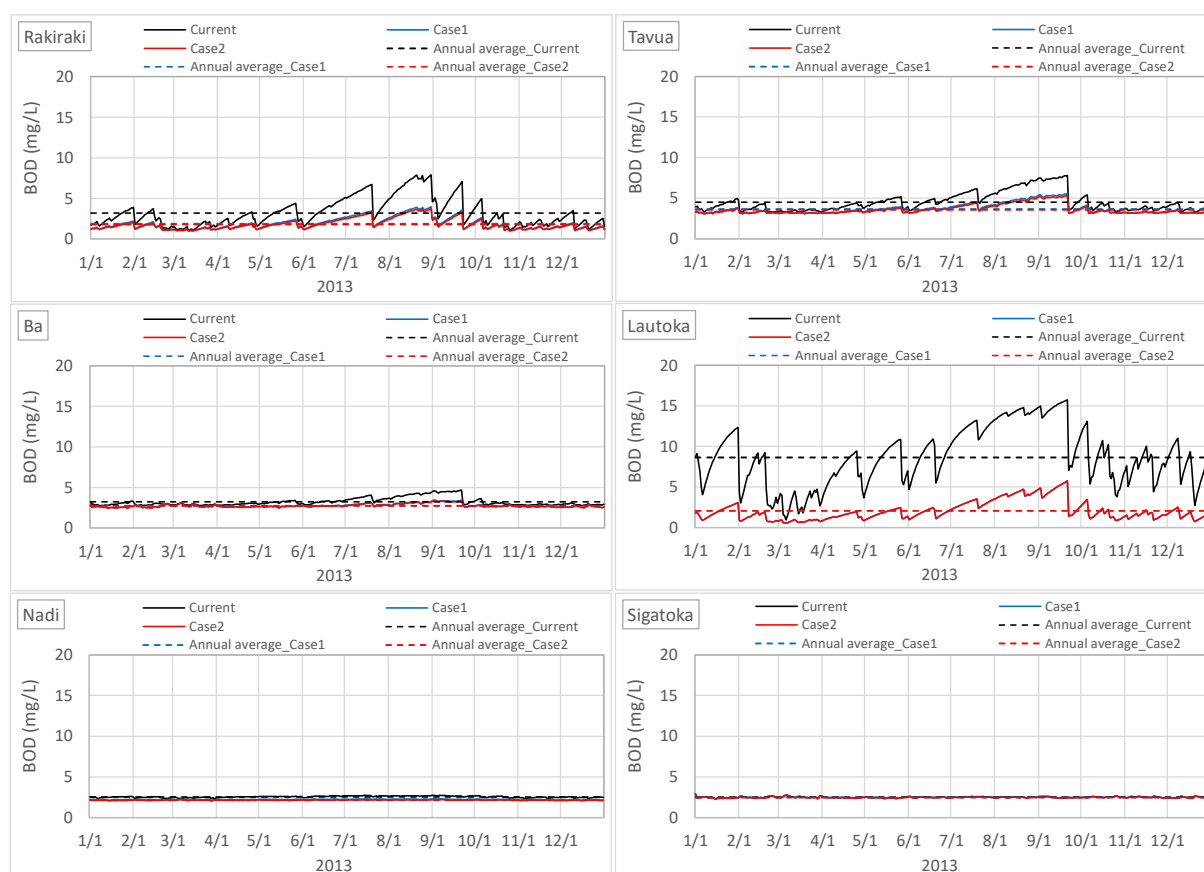 Rakiraki
Current
Case1
Case2
Annual average_Current
Annual average_Case1
Annual average_Case2
BOD (mg/L)
20
15
10
5
0
1/1 2/1 3/1 4/1 5/1 6/1 7/1 8/1 9/1 10/1 11/1 12/1
2013
Tavua
Current
Case1
Case2
Annual average_Current
Annual average_Case1
Annual average_Case2
BOD (mg/L)
20
15
10
5
0
1/1 2/1 3/1 4/1 5/1 6/1 7/1 8/1 9/1 10/1 11/1 12/1
2013
Ba
Current
Case1
Case2
Annual average_Current
Annual average_Case1
Annual average_Case2
BOD (mg/L)
20
15
10
5
0
1/1 2/1 3/1 4/1 5/1 6/1 7/1 8/1 9/1 10/1 11/1 12/1
2013
Lautoka
Current
Case1
Case2
Annual average_Current
Annual average_Case1
Annual average_Case2
BOD (mg/L)
20
15
10
5
0
1/1 2/1 3/1 4/1 5/1 6/1 7/1 8/1 9/1 10/1 11/1 12/1
2013
Nadi
Current
Case1
Case2
Annual average_Current
Annual average_Case1
Annual average_Case2
BOD (mg/L)
20
15
10
5
0
1/1 2/1 3/1 4/1 5/1 6/1 7/1 8/1 9/1 10/1 11/1 12/1
2013
Sigatoka
Current
Case1
Case2
Annual average_Current
Annual average_Case1
Annual average_Case2
BOD (mg/L)
20
15
10
5
0
1/1 2/1 3/1 4/1 5/1 6/1 7/1 8/1 9/1 10/1 11/1 12/1
2013